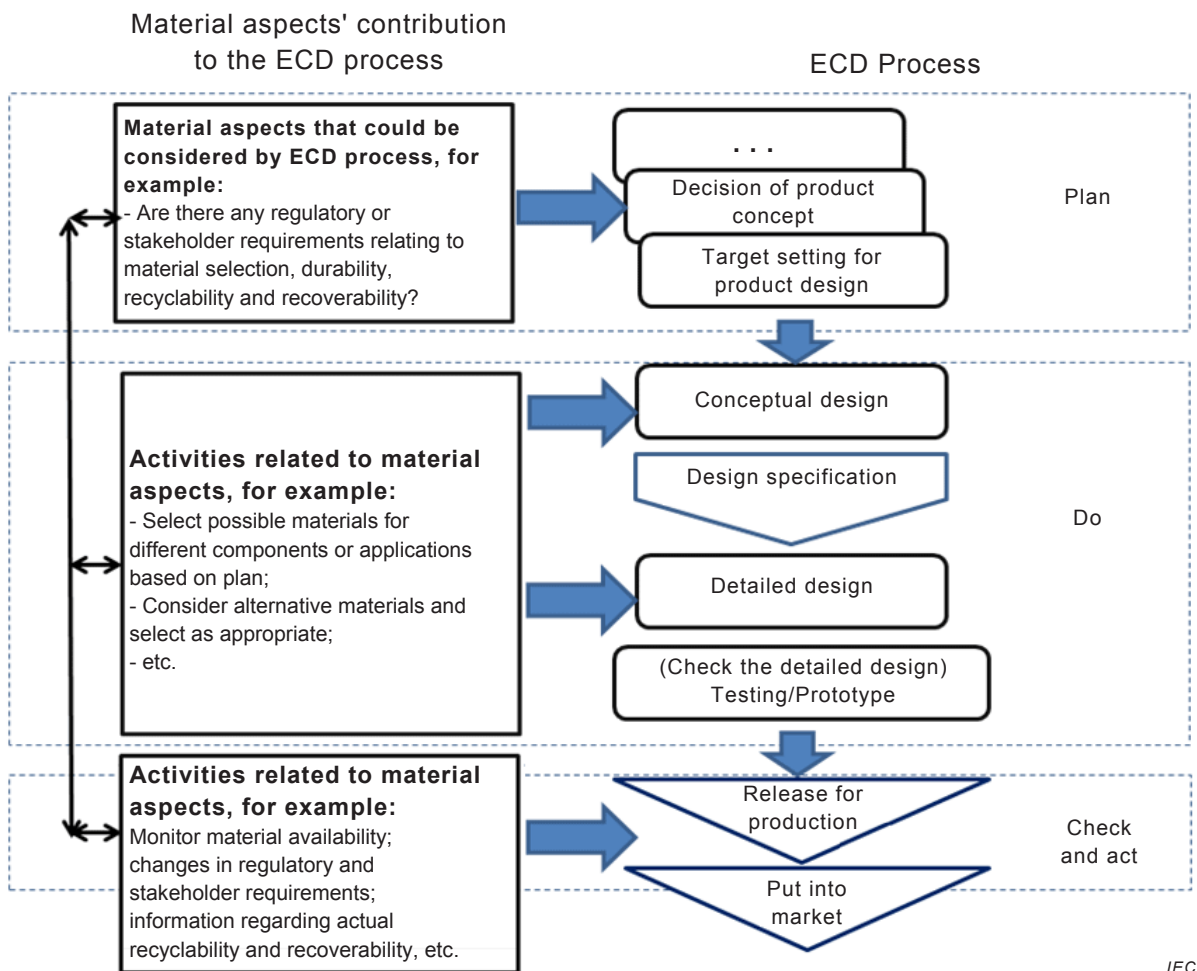 Material aspects' contribution
to the ECD process
ECD Process
Material aspects that could be
considered by ECD process, for
example:
- Are there any regulatory or
stakeholder requirements relating to
material selection, durability,
recyclability and recoverability?
. . .
Decision of product
concept
Target setting for
product design
Plan
Activities related to material
aspects, for example:
- Select possible materials for
different components or applications
based on plan;
- Consider alternative materials and
select as appropriate;
- etc.
Conceptual design
Design specification
Detailed design
(Check the detailed design)
Testing/Prototype
Do
Activities related to material
aspects, for example:
Monitor material availability;
changes in regulatory and
stakeholder requirements;
information regarding actual
recyclability and recoverability, etc.
Release for
production
Put into
market
Check
and act
IEC